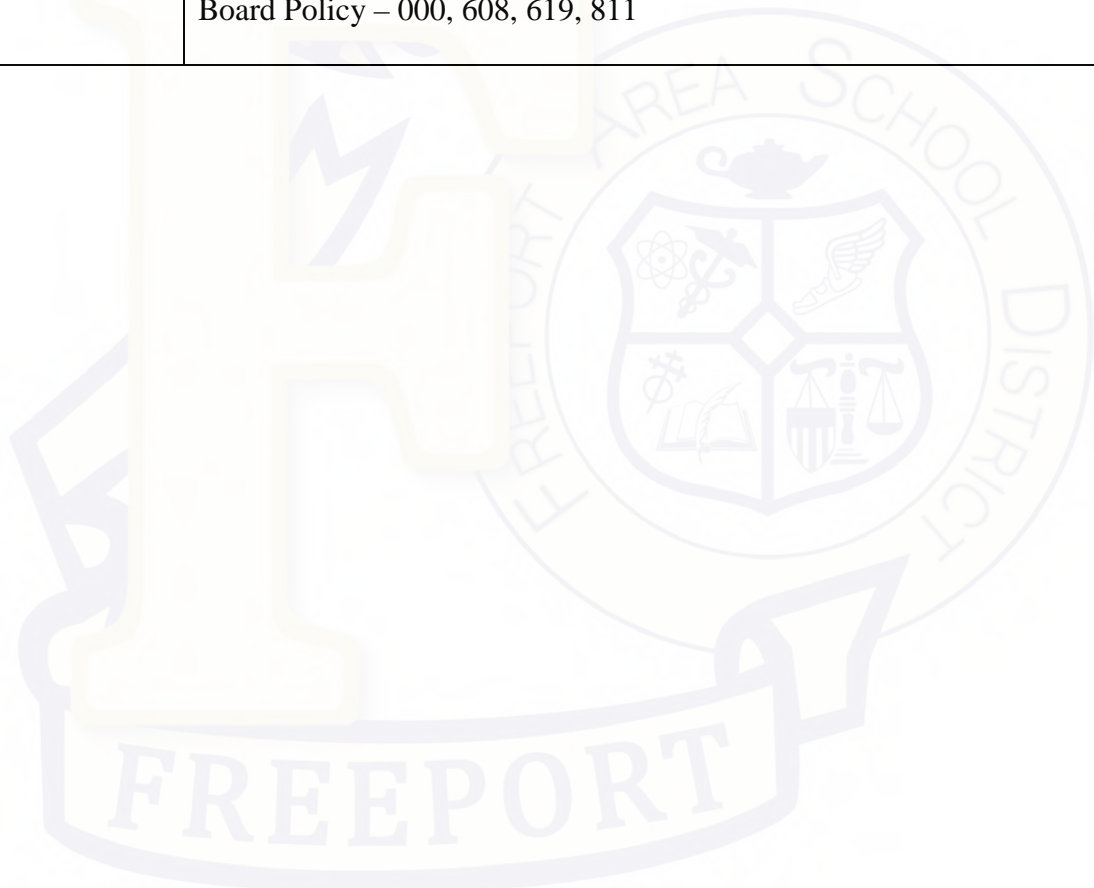 Board Policy – 000, 608, 619, 811
FREEPORT AREA SCHOOL DISTRICT
FREEPORT